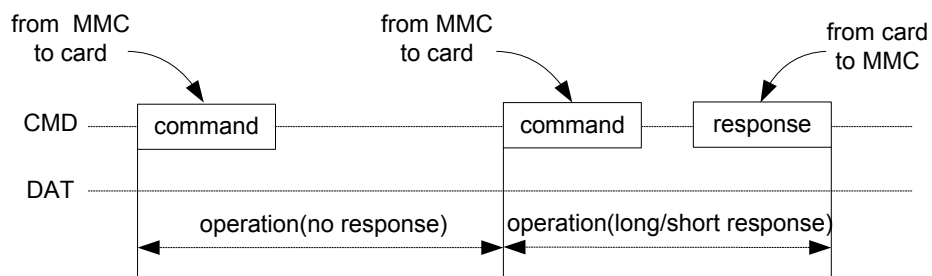 from MMC
to card
from MMC
to card
from card
to MMC
CMD
command
command
response
DAT
operation(no response)
operation(long/short response)